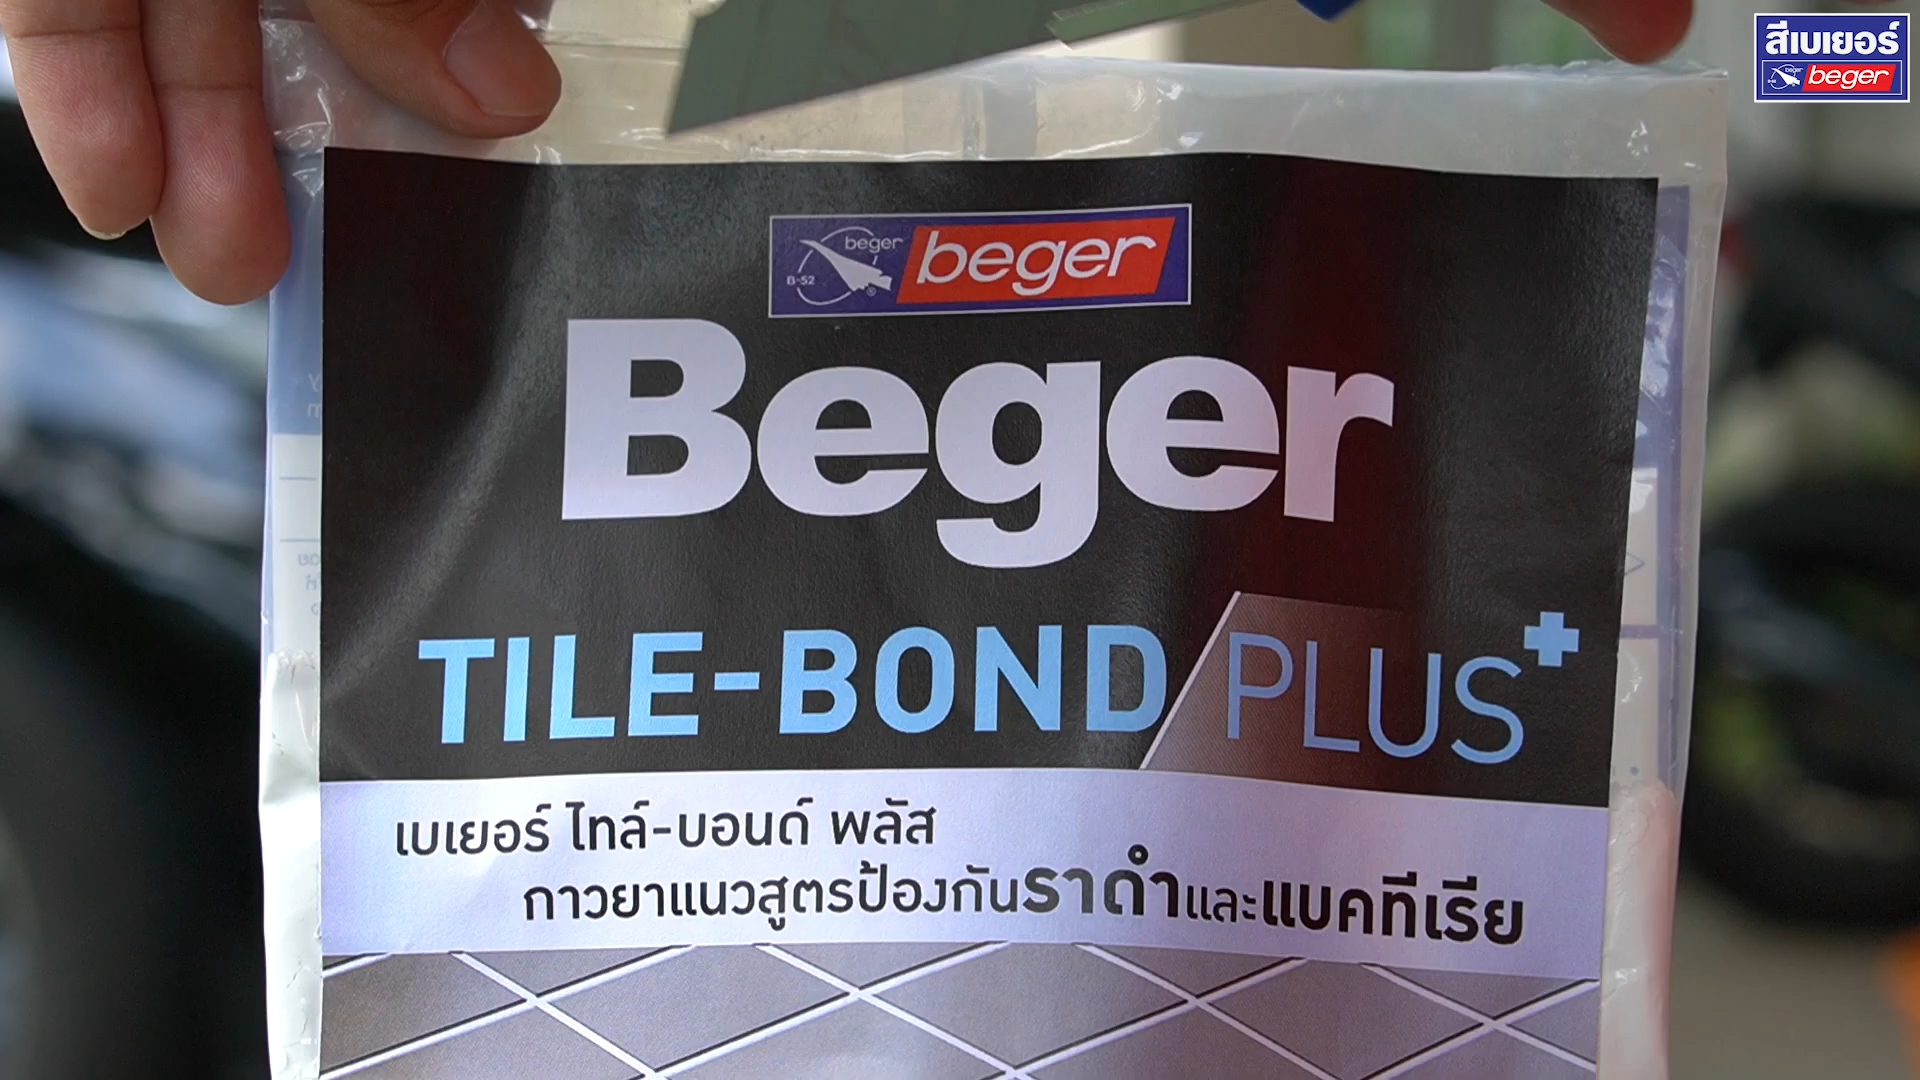 สีเบเยอร์
beger
B-52
beger
beger
B-52
beger
Beger
TILE-BOND PLUS+
เบเยอร์ ไทล์-บอนด์ พลัส
กาวยาแนวสูตรป้องกันราดำและแบคทีเรีย